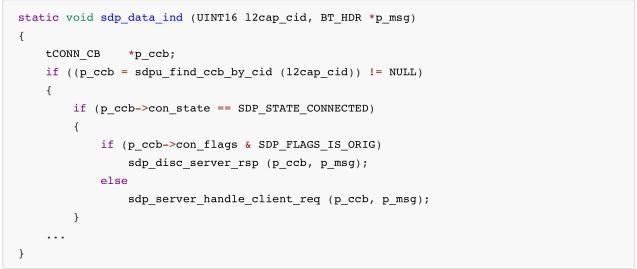 static void sdp_data_ind (UINT16 l2cap_cid, BT_HDR *p_msg)
{
    tCONN_CB    *p_ccb;
    if ((p_ccb = sdpu_find_ccb_by_cid (l2cap_cid)) != NULL)
    {
        if (p_ccb->con_state == SDP_STATE_CONNECTED)
        {
            if (p_ccb->con_flags & SDP_FLAGS_IS_ORIG)
                sdp_disc_server_rsp (p_ccb, p_msg);
            else
                sdp_server_handle_client_req (p_ccb, p_msg);
        }
    ...
}